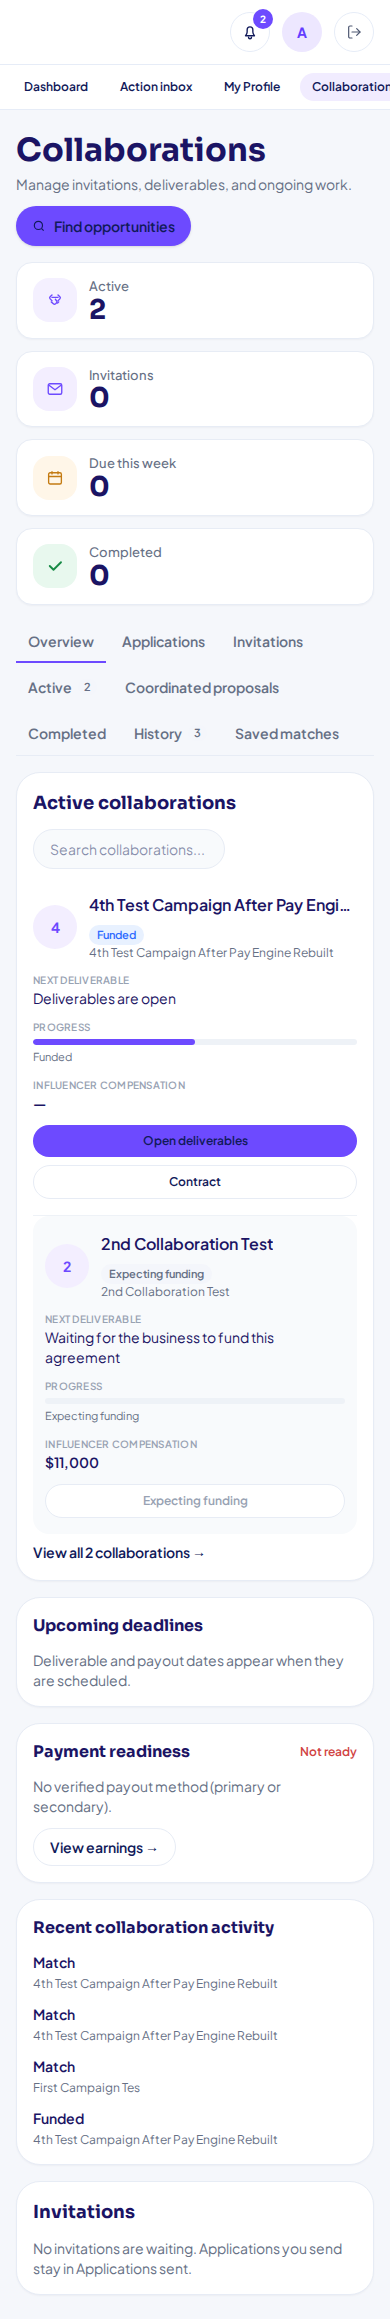 2
A
Dashboard
Action inbox
My Profile
Collaboration
Collaborations
Manage invitations, deliverables, and ongoing work.
Find opportunities
Active
2
Invitations
0
Due this week
0
Completed
0
Overview
Applications
Invitations
Active 2
Coordinated proposals
Completed
History 3
Saved matches
Active collaborations
Search collaborations...
4
4th Test Campaign After Pay Engi...
Funded
4th Test Campaign After Pay Engine Rebuilt
NEXT DELIVERABLE
Deliverables are open
PROGRESS
Funded
INFLUENCER COMPENSATION
—
Open deliverables
Contract
2
2nd Collaboration Test
Expecting funding
2nd Collaboration Test
NEXT DELIVERABLE
Waiting for the business to fund this
agreement
PROGRESS
Expecting funding
INFLUENCER COMPENSATION
$11,000
Expecting funding
View all 2 collaborations →
Upcoming deadlines
Deliverable and payout dates appear when they
are scheduled.
Payment readiness
Not ready
No verified payout method (primary or
secondary).
View earnings →
Recent collaboration activity
Match
4th Test Campaign After Pay Engine Rebuilt
Match
4th Test Campaign After Pay Engine Rebuilt
Match
First Campaign Tes
Funded
4th Test Campaign After Pay Engine Rebuilt
Invitations
No invitations are waiting. Applications you send
stay in Applications sent.